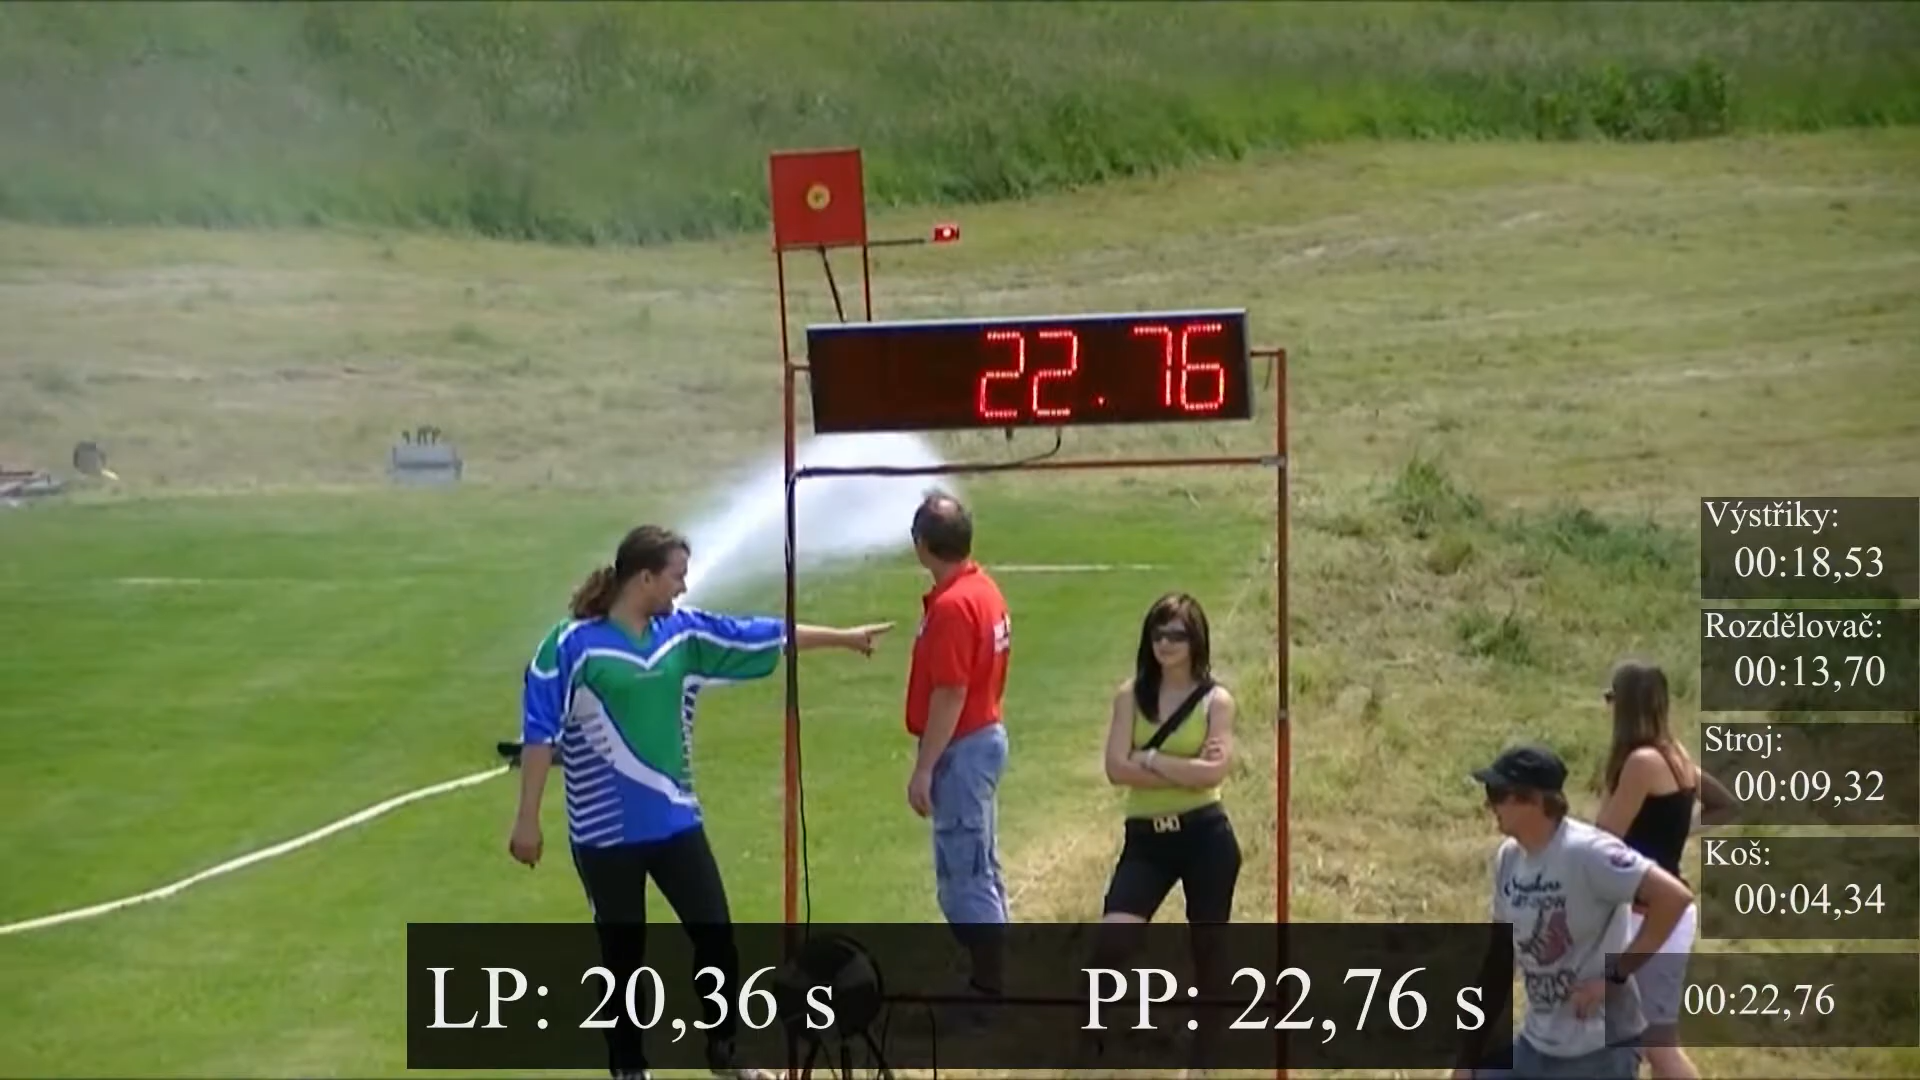 22.76
Výstřiky:
00:18,53
Rozdělovač:
00:13,70
Stroj:
00:09,32
Koš:
00:04,34
LP: 20,36 s PP: 22,76 s
00:22,76